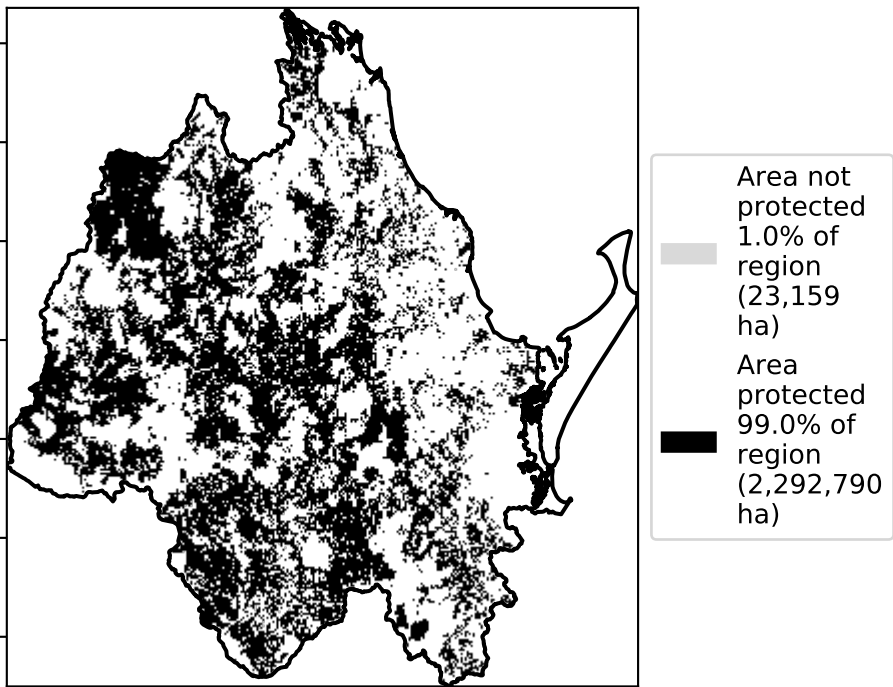 Area not
protected
1.0% of
region
(23,159
ha)
Area
protected
99.0% of
region
(2,292,790
ha)